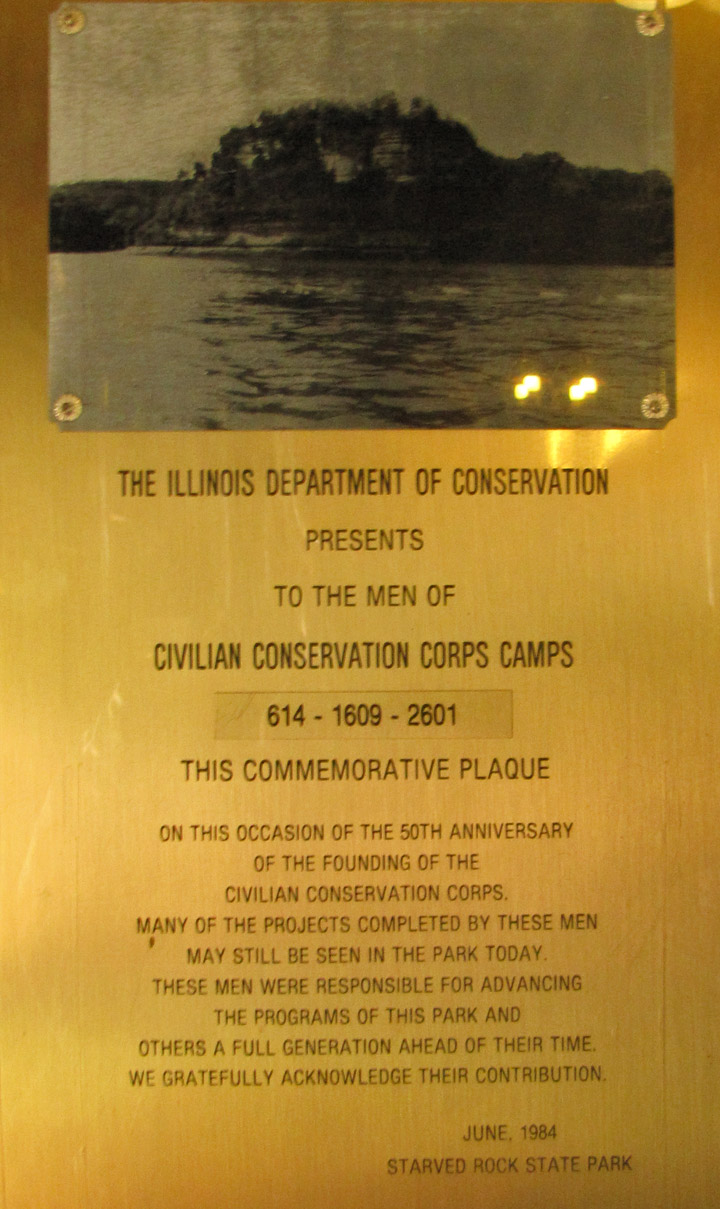 THE ILLINOIS DEPARTMENT OF CONSERVATION
PRESENTS
TO THE MEN OF
CIVILIAN CONSERVATION CORPS CAMPS
614 - 1609 - 2601
THIS COMMEMORATIVE PLAQUE
ON THIS OCCASION OF THE 50TH ANNIVERSARY
OF THE FOUNDING OF THE
CIVILIAN CONSERVATION CORPS.
MANY OF THE PROJECTS COMPLETED BY THESE MEN
MAY STILL BE SEEN IN THE PARK TODAY.
THESE MEN WERE RESPONSIBLE FOR ADVANCING
THE PROGRAMS OF THIS PARK AND
OTHERS A FULL GENERATION AHEAD OF THEIR TIME.
WE GRATEFULLY ACKNOWLEDGE THEIR CONTRIBUTION.
JUNE, 1984
STARVED ROCK STATE PARK